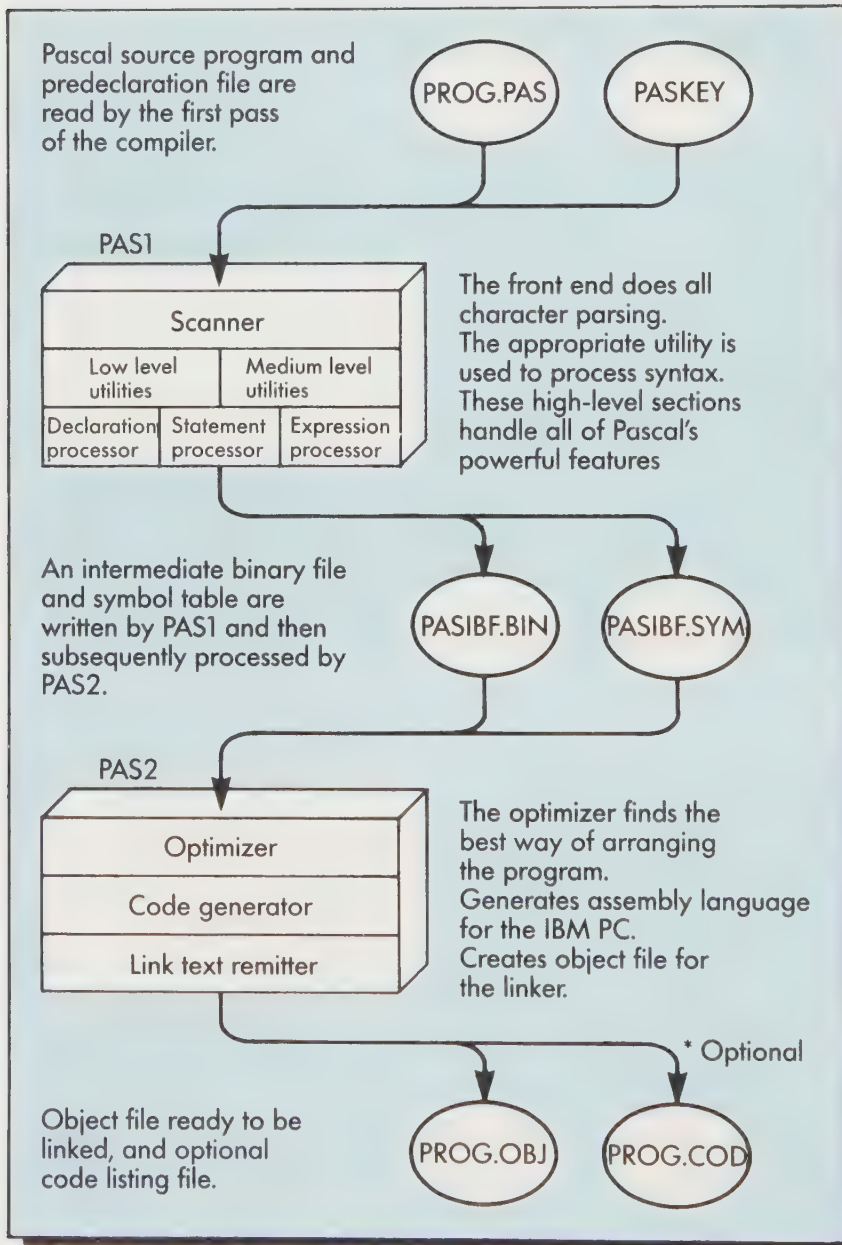 Pascal source program and
predeclaration file are
read by the first pass
of the compiler.
PROG.PAS
PASKEY
PAS1
Scanner
Low level
utilities
Medium level
utilities
Declaration
processor
Statement
processor
Expression
processor
The front end does all
character parsing.
The appropriate utility is
used to process syntax.
These high-level sections
handle all of Pascal's
powerful features
An intermediate binary file
and symbol table are
written by PAS1 and then
subsequently processed by
PAS2.
PASIBF.BIN
PASIBF.SYM
PAS2
Optimizer
Code generator
Link text remitter
The optimizer finds the
best way of arranging
the program.
Generates assembly language
for the IBM PC.
Creates object file for
the linker.
* Optional
Object file ready to be
linked, and optional
code listing file.
PROG.OBJ
PROG.COD